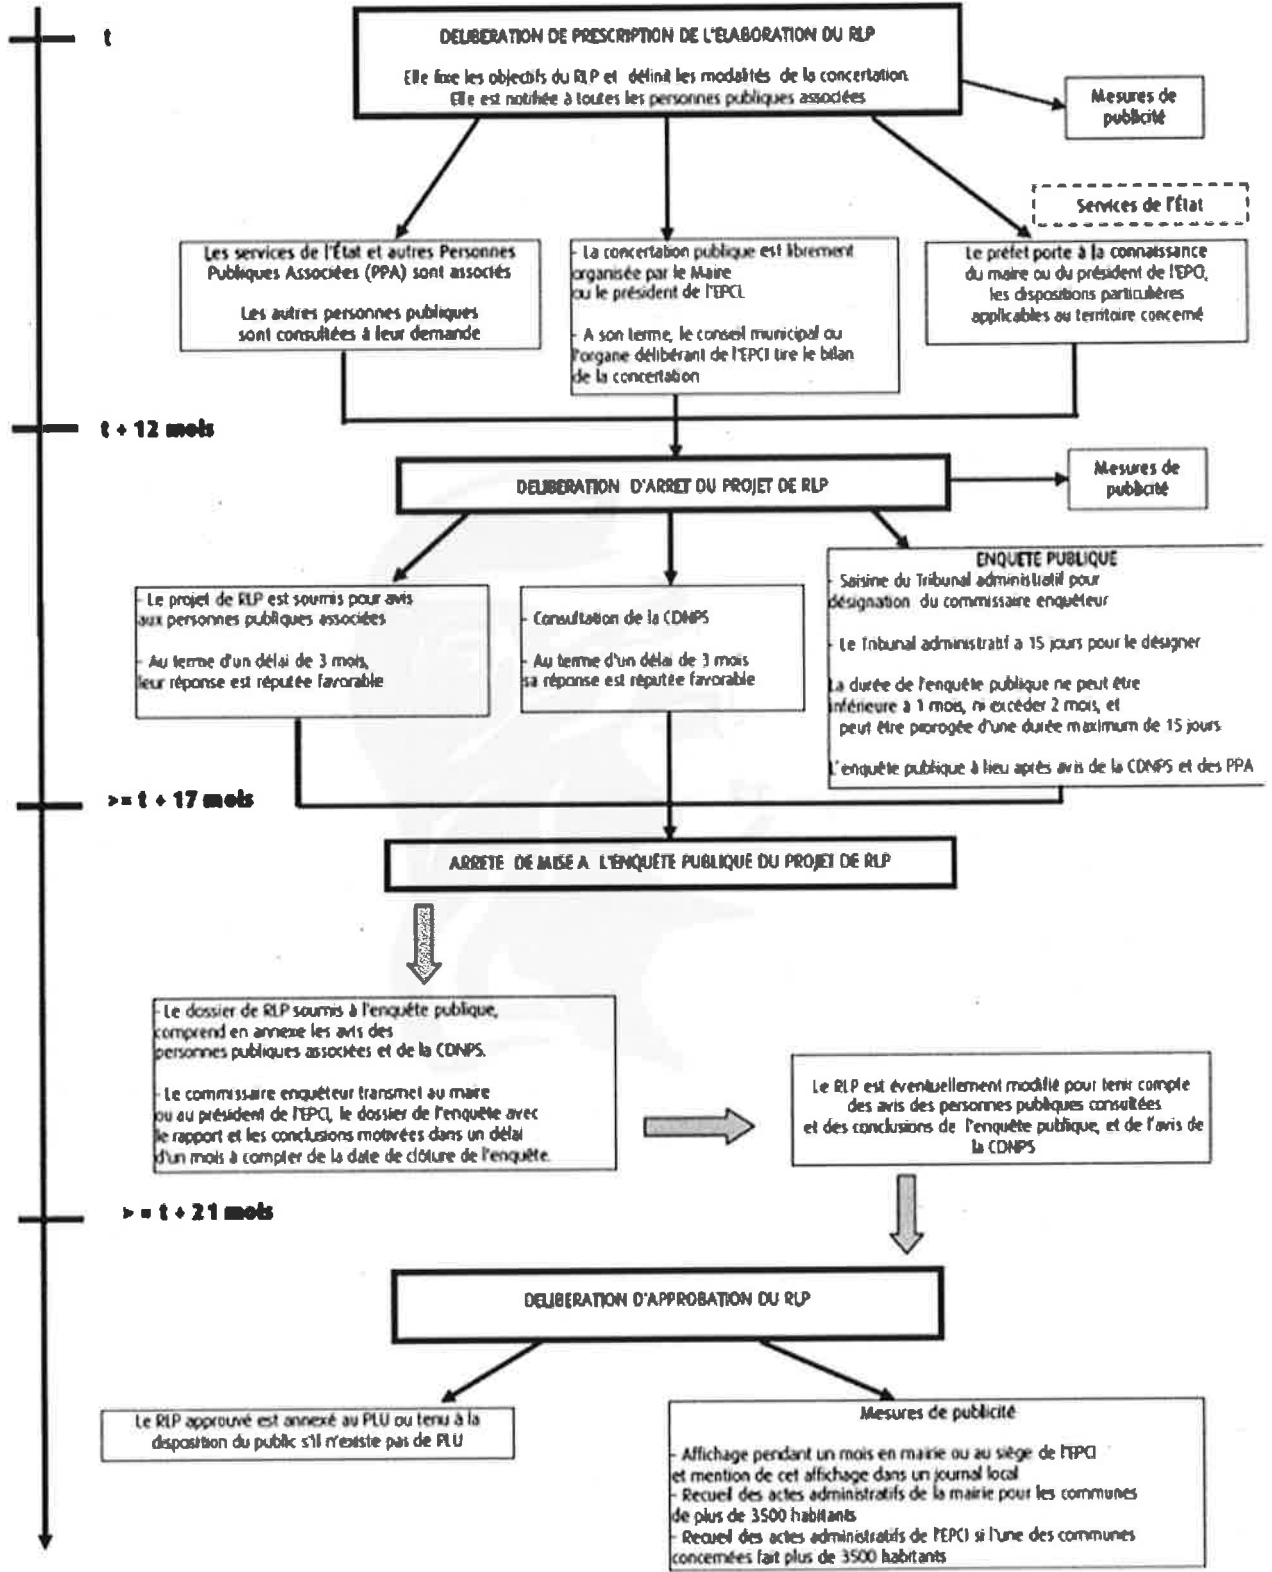 t
DELIBERATION DE PRESCRIPTION DE L'ELABORATION DU RLP
Elle fixe les objectifs du RLP et définit les modalités de la concertation.
Elle est notifiée à toutes les personnes publiques associées
Mesures de
publicité
Services de l'État
Les services de l'État et autres Personnes
Publiques Associées (PPA) sont associés
Les autres personnes publiques
sont consultées à leur demande
- La concertation publique est librement
organisée par le Maire
ou le président de l'EPCI.
- A son terme, le conseil municipal ou
l'organe délibérant de l'EPCI tire le bilan
de la concertation
Le préfet porte à la connaissance
du maire ou du président de l'EPCI,
les dispositions particulières
applicables au territoire concerné
t + 12 mois
DELIBERATION D'ARRET DU PROJET DE RLP
Mesures de
publicité
- Le projet de RLP est soumis pour avis
aux personnes publiques associées
- Au terme d'un délai de 3 mois,
leur réponse est réputée favorable
- Consultation de la CDNPS
- Au terme d'un délai de 3 mois
sa réponse est réputée favorable
ENQUÊTE PUBLIQUE
- Saisine du Tribunal administratif pour
désignation du commissaire enquêteur
- Le Tribunal administratif a 15 jours pour le désigner
La durée de l'enquête publique ne peut être
inférieure à 1 mois, ni excéder 2 mois, et
peut être prorogée d'une durée maximum de 15 jours
L'enquête publique à lieu après avis de la CDNPS et des PPA
>= t + 17 mois
ARRETE DE MISE A L'ENQUÊTE PUBLIQUE DU PROJET DE RLP
- Le dossier de RLP soumis à l'enquête publique,
comprend en annexe les avis des
personnes publiques associées et de la CDNPS.
- Le commissaire enquêteur transmet au maire
ou au président de l'EPCI, le dossier de l'enquête avec
le rapport et les conclusions motivées dans un délai
d'un mois à compter de la date de clôture de l'enquête.
Le RLP est éventuellement modifié pour tenir compte
des avis des personnes publiques consultées
et des conclusions de l'enquête publique, et de l'avis de
la CDNPS
> = t + 21 mois
DELIBERATION D'APPROBATION DU RLP
Le RLP approuvé est annexé au PLU ou tenu à la
disposition du public s'il n'existe pas de PLU
Mesures de publicité
- Affichage pendant un mois en mairie ou au siège de l'EPCI
et mention de cet affichage dans un journal local
- Recueil des actes administratifs de la mairie pour les communes
de plus de 3500 habitants
- Recueil des actes administratifs de l'EPCI si l'une des communes
concernées fait plus de 3500 habitants